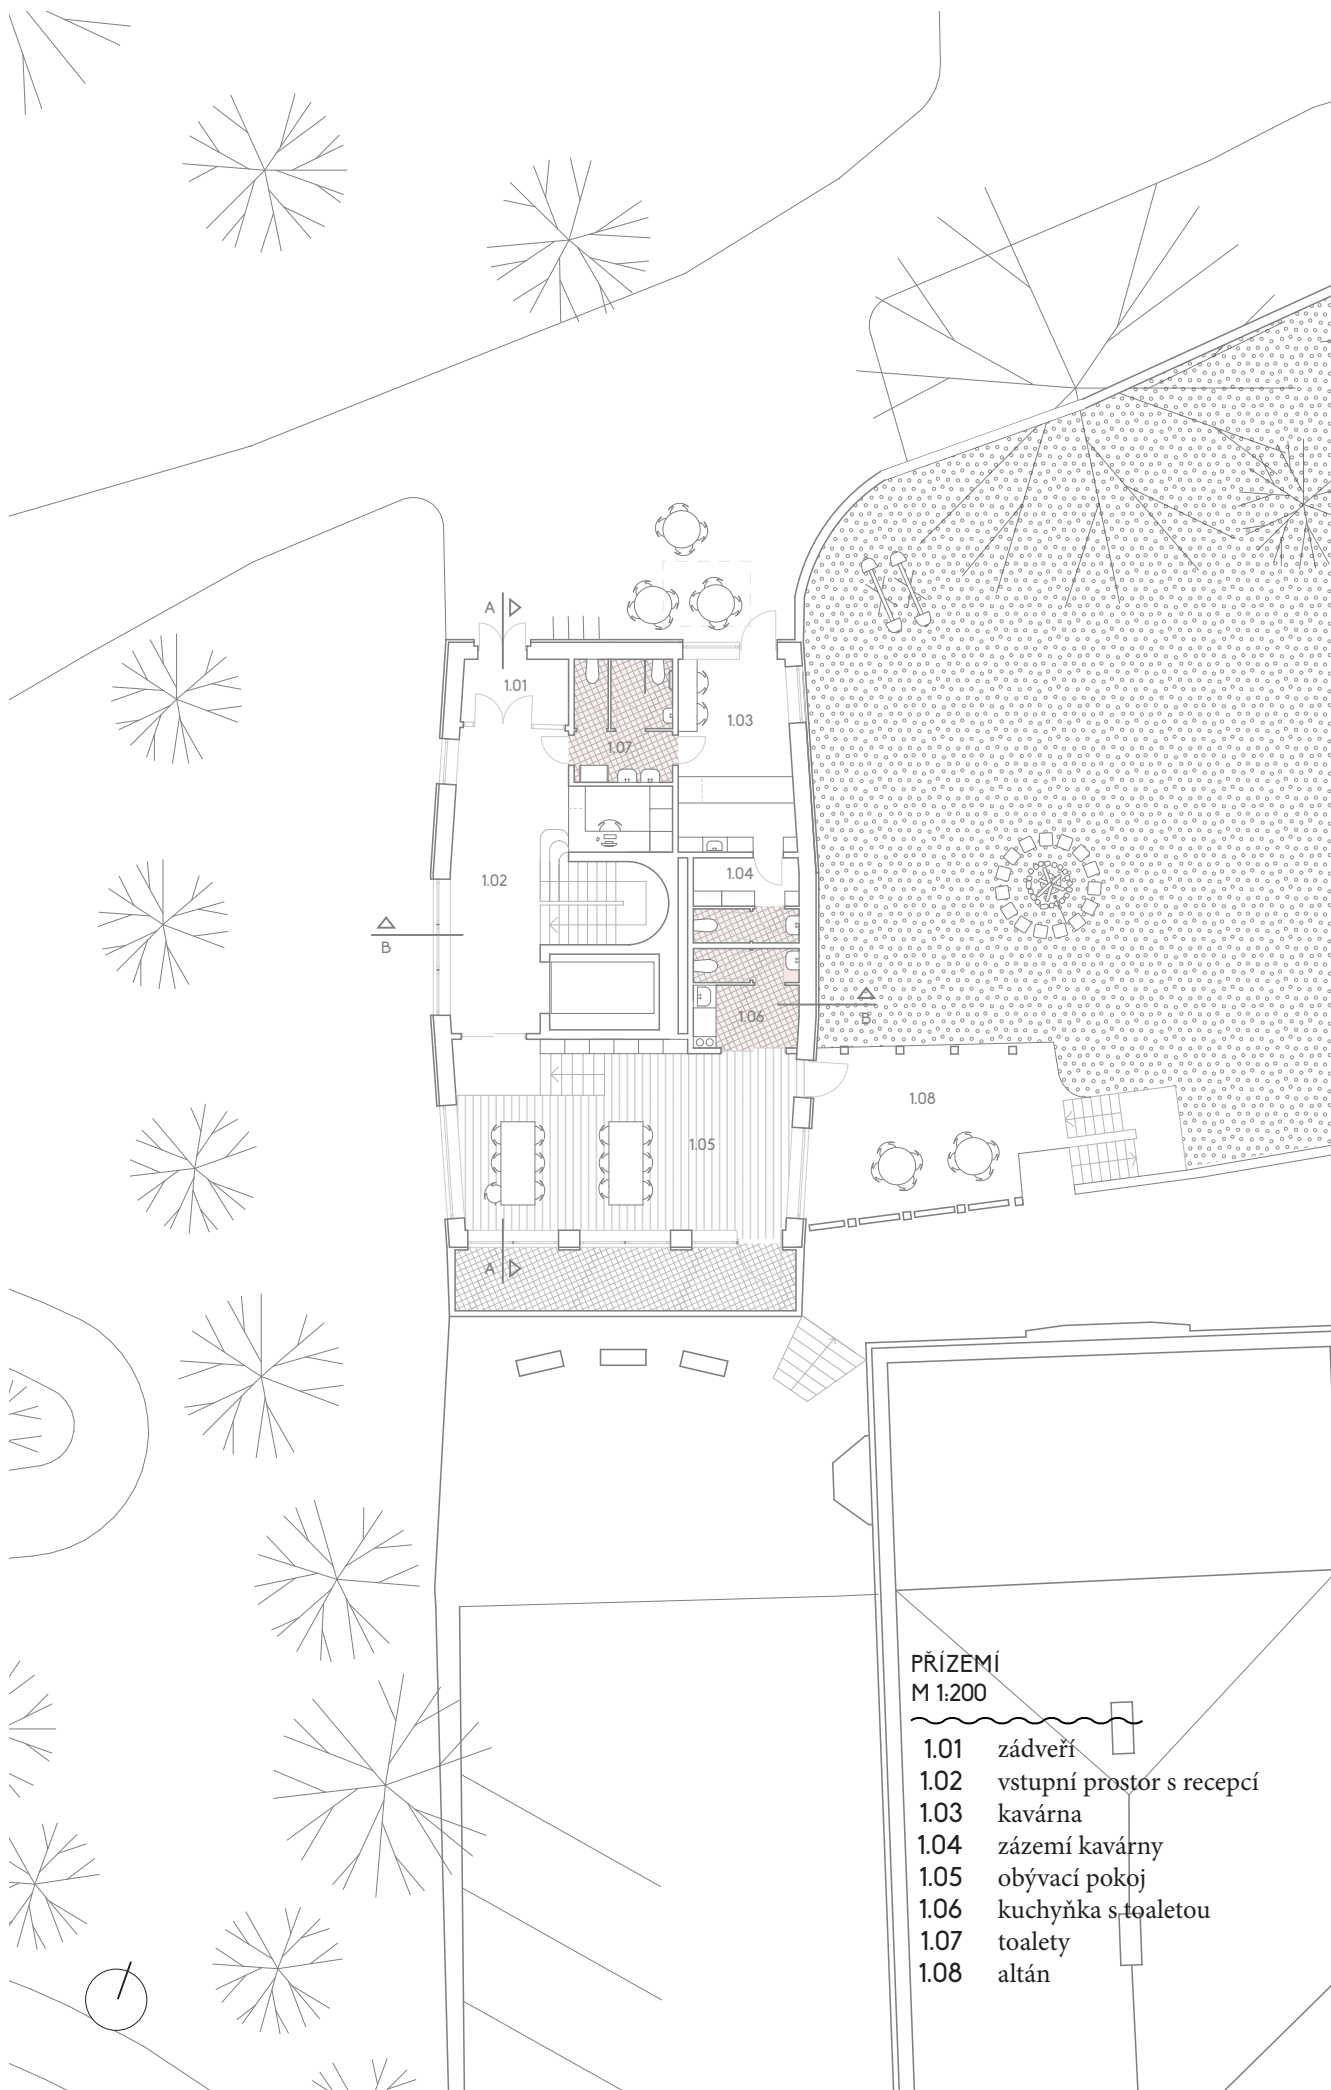 A
1.01
1.03
1.07
1.02
1.04
B
1.06
B
1.08
1.05
A
PŘÍZEMÍ
M 1:200
1.01 zádveří
1.02 vstupní prostor s recepcí
1.03 kavárna
1.04 zázemí kavárny
1.05 obývací pokoj
1.06 kuchyňka s toaletou
1.07 toalety
1.08 altán